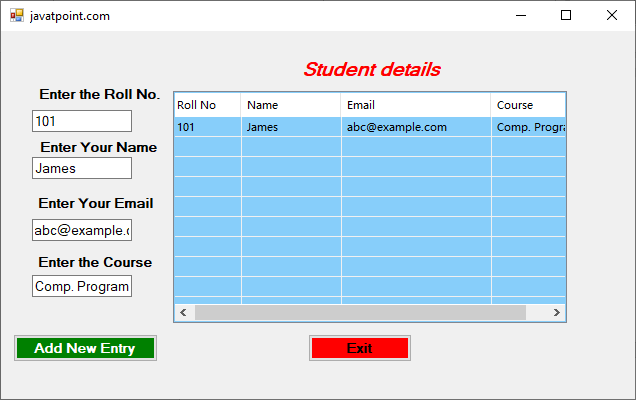 javatpoint.com
Student details
Enter the Roll No.
101
Enter Your Name
James
Enter Your Email
abc@example.c
Enter the Course
Comp. Program
Roll No Name Email Course
101 James abc@example.com Comp. Progra
Add New Entry
Exit